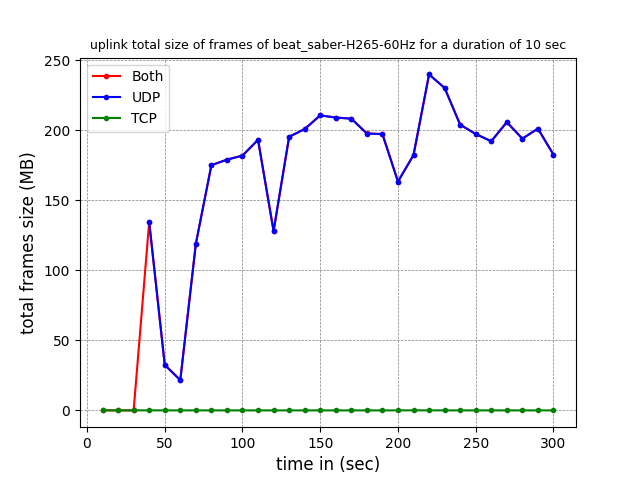 uplink total size of frames of beat_saber-H265-60Hz for a duration of 10 sec
Both
UDP
TCP
total frames size (MB)
250
200
150
100
50
0
0 50 100 150 200 250 300
time in (sec)